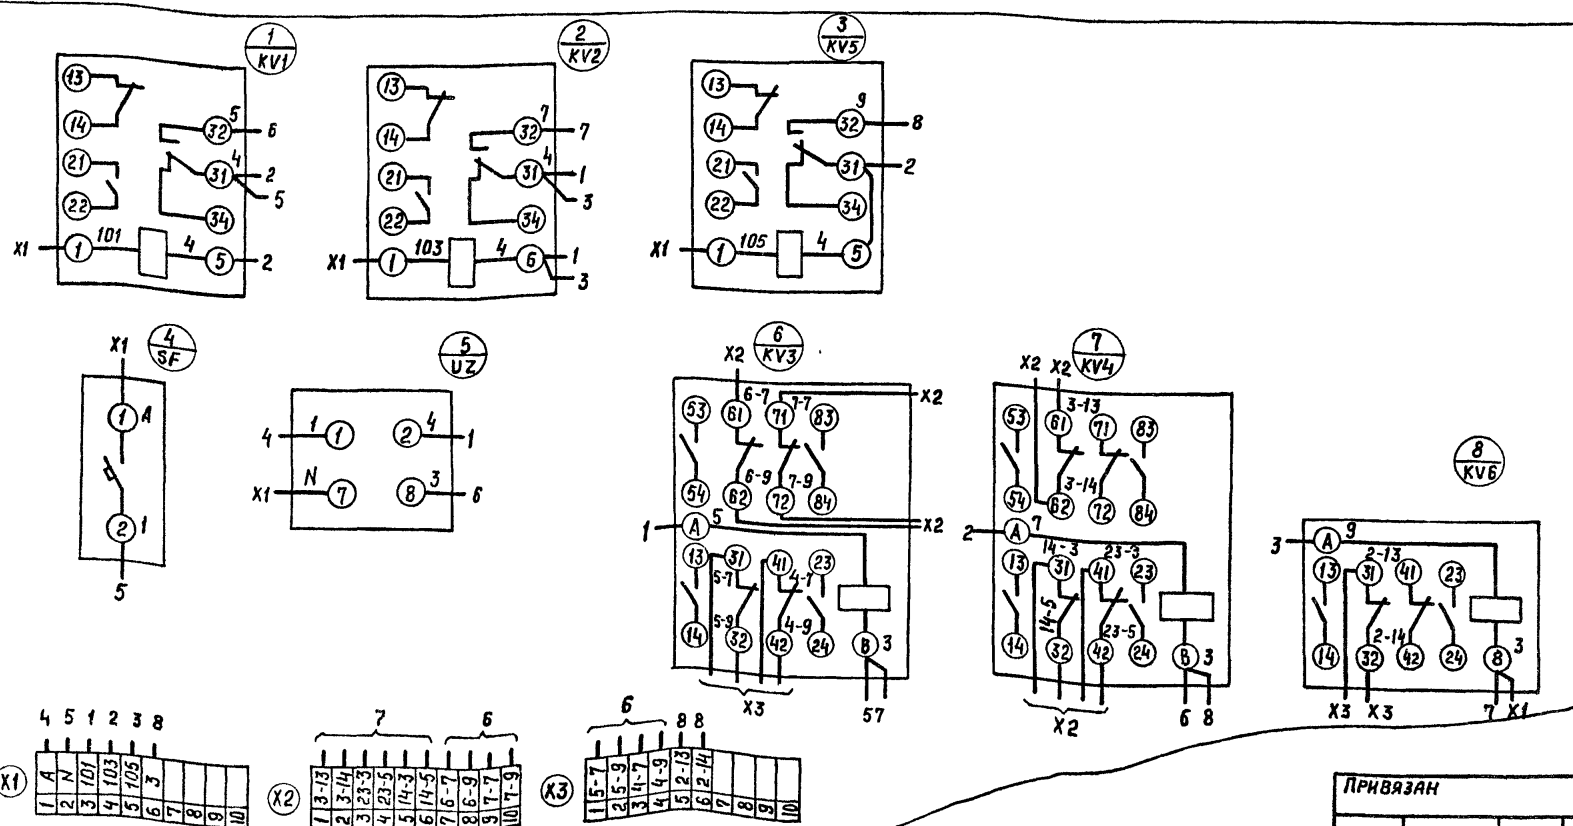 1
KV1
13
14
21
22
5
32 6
4
31 2
5
34
X1 1 101 4 5 2
2
KV2
13
14
21
22
7
32 7
4
31 1
3
34
X1 1 103 4 6 1
3
3
KV5
13
14
21
22
9
32 8
31 2
34
X1 1 105 4 5
4
SF
X1
1 A
2 1
5
5
UZ
4 1 1 2 4 1
X1 N 7 8 3 6
6
KV3
X2
6-7 7-7 X2
53 61 71 83
6-9 7-9
54 62 72 84
X2
1 A 5
13 31 41 23
5-7 4-7
5-9 4-9
14 32 42 24 B 3
X3 57
7
KV4
X2 X2
3-13
53 61 71 83
3-14
54 62 72 84
2 A 7
14-3 23-3
13 31 41 23
14-5 23-5
14 32 42 24 B 3
X2 6 8
8
KV6
3 A 9
2-13
13 31 41 23
2-14
14 32 42 24 8 3
X3 X3 7 X1
4 5 1 2 3 8
X1
A N 101 103 105 3
1 2 3 4 5 6 7 8 9 10
7 6
X2
3-13 3-14 23-3 23-5 14-3 14-5 6-7 6-9 7-7 7-9
1 2 3 4 5 6 7 8 9 10
6 8 8
X3
5-7 5-9 4-7 4-9 2-13 2-14
1 2 3 4 5 6 7 8 9 10
ПРИВЯЗАН